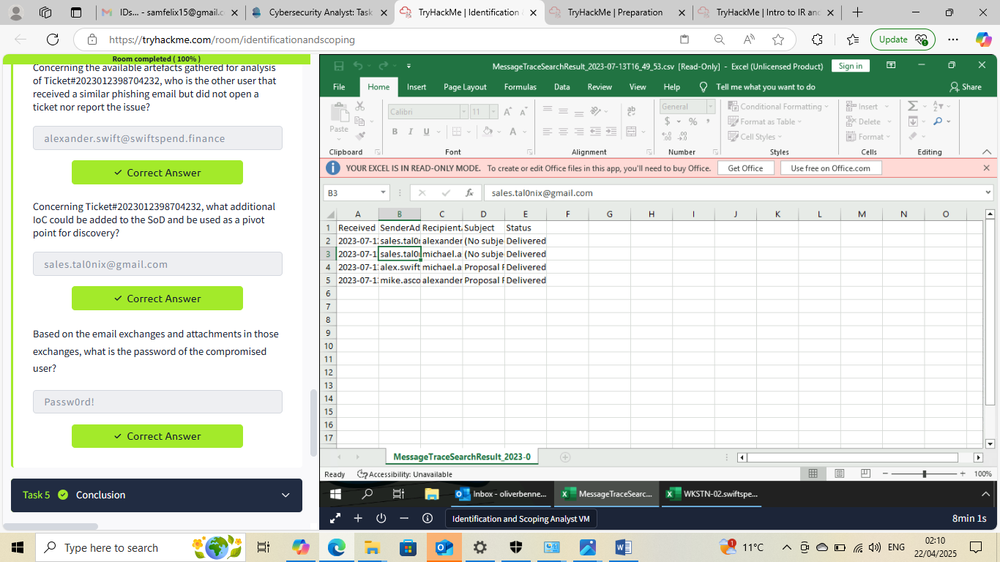 IDs... - samfelix15@gmail.c
Cybersecurity Analyst: Task
TryHackMe | Identification
TryHackMe | Preparation
TryHackMe | Intro to IR and
https://tryhackme.com/room/identificationandscoping
Update
Room completed ( 100% )
Concerning the available artefacts gathered for analysis
of Ticket#2023012398704232, who is the other user that
received a similar phishing email but did not open a
ticket nor report the issue?
alexander.swift@swiftspend.finance
Correct Answer
Concerning Ticket#2023012398704232, what additional
IoC could be added to the SoD and be used as a pivot
point for discovery?
sales.tal0nix@gmail.com
Correct Answer
Based on the email exchanges and attachments in those
exchanges, what is the password of the compromised
user?
Passw0rd!
Correct Answer
Task 5 Conclusion
MessageTraceSearchResult_2023-07-13T16_49_53.csv [Read-Only] - Excel (Unlicensed Product)
Sign in
File Home Insert Page Layout Formulas Data Review View Help Tell me what you want to do Share
Paste
Calibri 11
B I U
A
ab
General
$ % ,
Conditional Formatting
Format as Table
Cell Styles
Insert
Delete
Format
Clipboard Font Alignment Number Styles Cells Editing
YOUR EXCEL IS IN READ-ONLY MODE. To create or edit Office files in this app, you'll need to buy Office. Get Office Use free on Office.com
B3 fx sales.tal0nix@gmail.com
A B C D E F G H I J K L M N O
1 Received SenderAd Recipient Subject Status
2 2023-07-1 sales.tal0 alexander (No subje Delivered
3 2023-07-1 sales.tal0 michael.a (No subje Delivered
4 2023-07-1 alex.swift michael.a Proposal F Delivered
5 2023-07-1 mike.asco alexander Proposal F Delivered
6
7
8
9
10
11
12
13
14
15
16
17
MessageTraceSearchResult_2023-0
Ready Accessibility: Unavailable 100%
Inbox - oliverbenne...
MessageTraceSearc...
WKSTN-02.swiftspe...
Identification and Scoping Analyst VM
8min 1s
Type here to search
11°C
ENG
02:10
22/04/2025